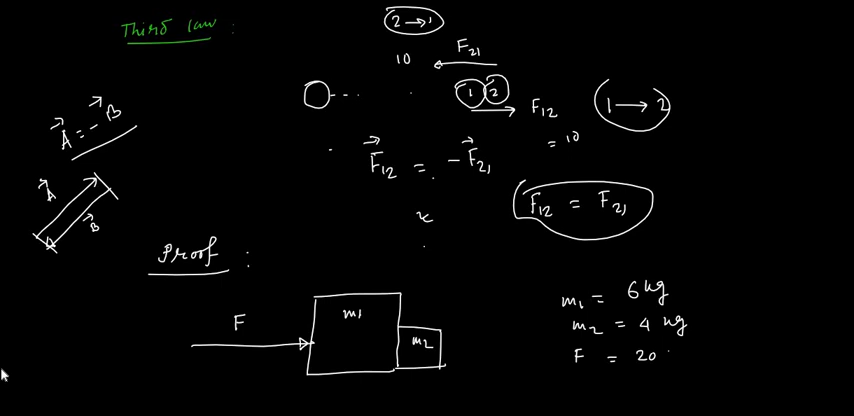 Third law :
2 → 1
10
F21
1 2
F12
1 → 2
= 10
A = - B
F12 = - F21
A
B
F12 = F21
x
Proof :
F
m1
m2
m1 = 6 kg
m2 = 4 kg
F = 20